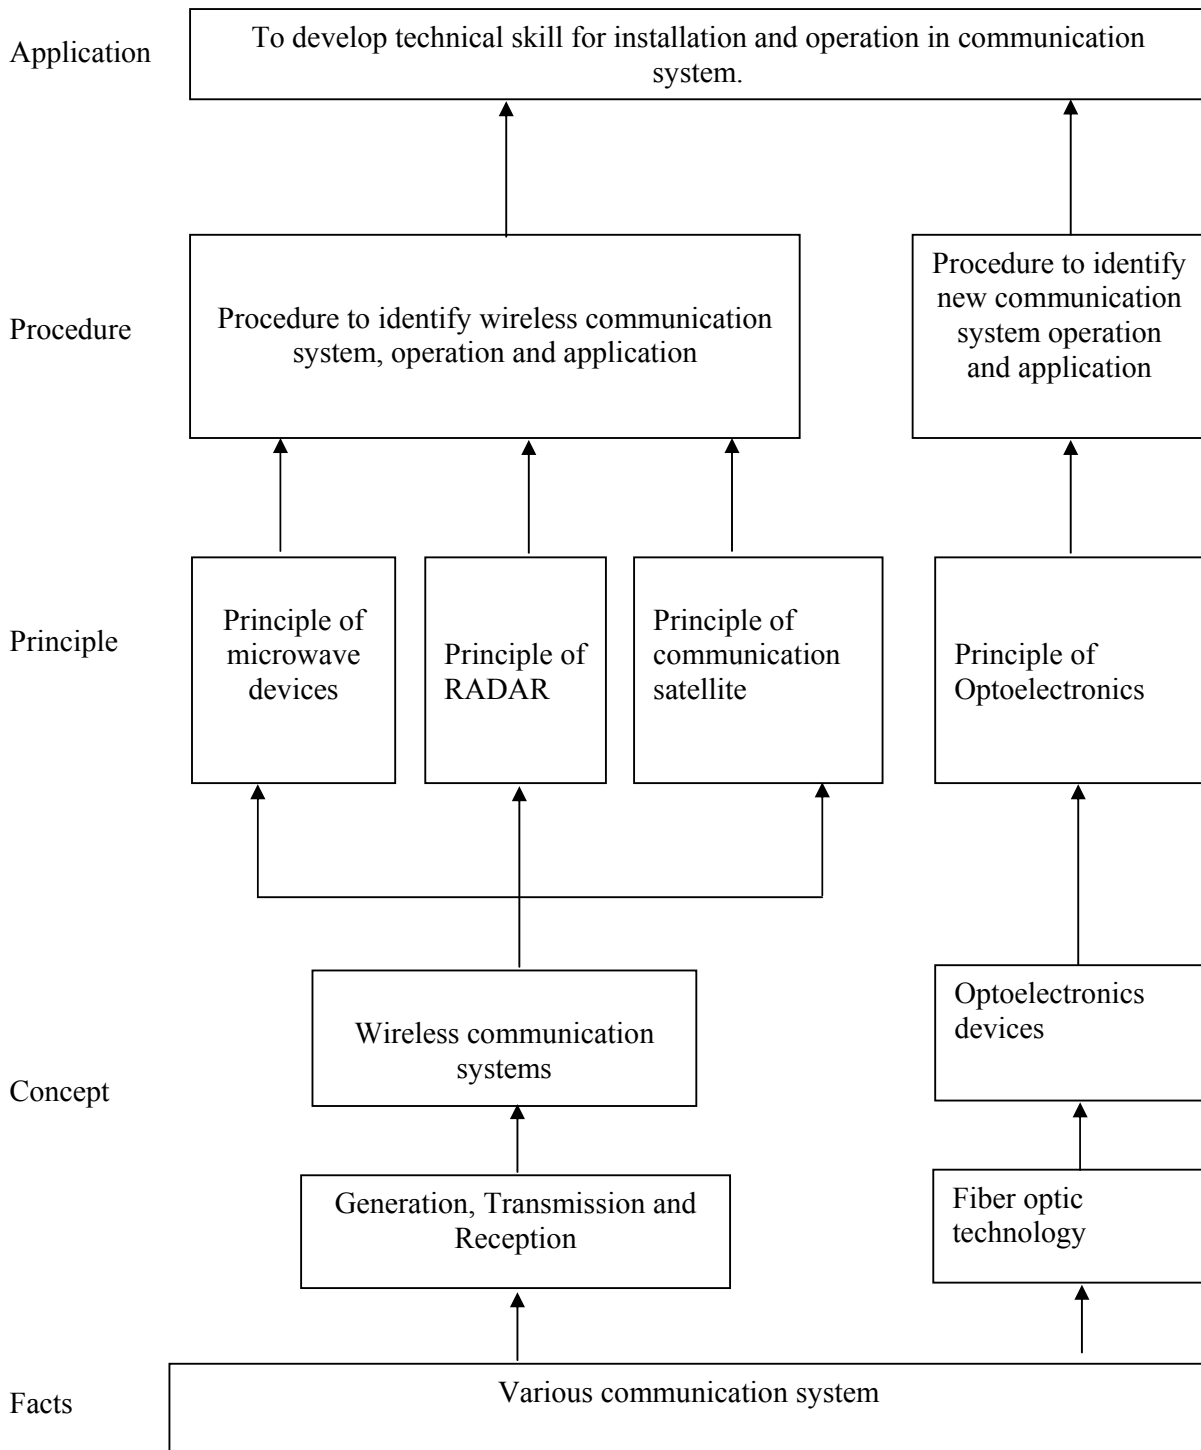 Application
To develop technical skill for installation and operation in communication
system.
Procedure
Procedure to identify wireless communication
system, operation and application
Procedure to identify
new communication
system operation
and application
Principle
Principle of
microwave
devices
Principle of
RADAR
Principle of
communication
satellite
Principle of
Optoelectronics
Concept
Wireless communication
systems
Optoelectronics
devices
Generation, Transmission and
Reception
Fiber optic
technology
Facts
Various communication system